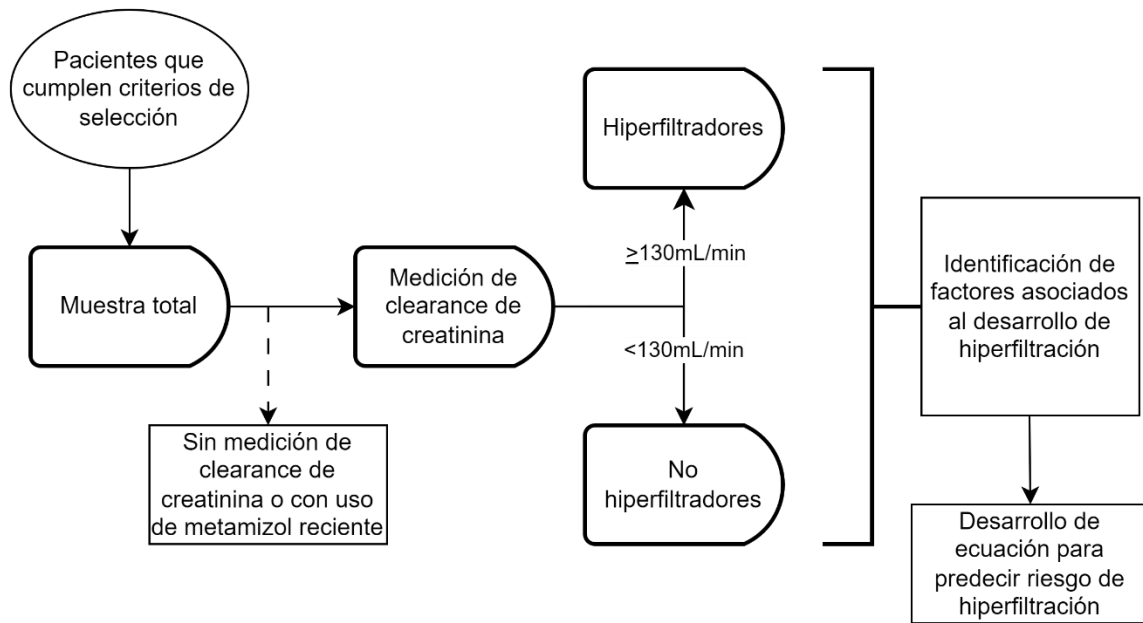 Pacientes que
cumplen criterios de
selección
Muestra total
Sin medición de
clearance de
creatinina o con uso
de metamizol reciente
Medición de
clearance de
creatinina
Hiperfiltradores
≥130mL/min
<130mL/min
No
hiperfiltradores
Identificación de
factores asociados
al desarrollo de
hiperfiltración
Desarrollo de
ecuación para
predecir riesgo de
hiperfiltración